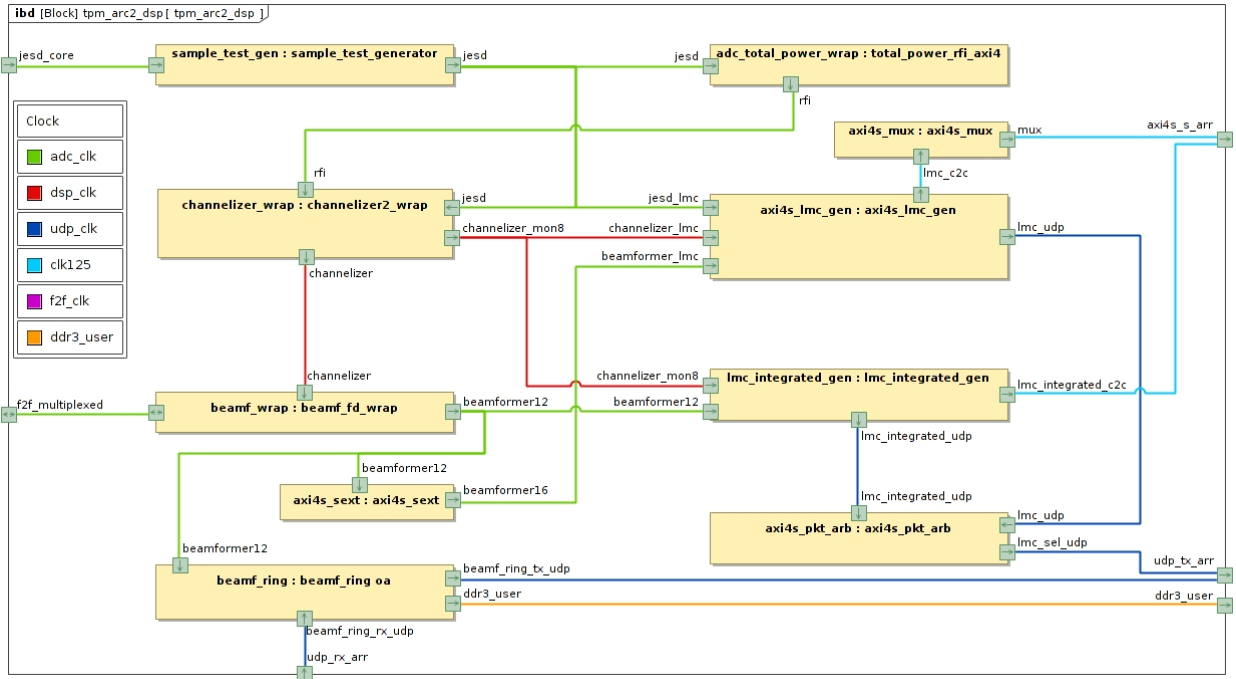 ibd [Block] tpm_arc2_dsp[ tpm_arc2_dsp ]
jesd_core
sample_test_gen : sample_test_generator
jesd
jesd
adc_total_power_wrap : total_power_rfi_axi4
rfi
Clock
adc_clk
dsp_clk
udp_clk
clk125
f2f_clk
ddr3_user
axi4s_mux : axi4s_mux
mux
axi4s_s_arr
lmc_c2c
rfi
channelizer_wrap : channelizer2_wrap
jesd
channelizer_mon8
channelizer
jesd_lmc
channelizer_lmc
beamformer_lmc
axi4s_lmc_gen : axi4s_lmc_gen
lmc_udp
channelizer
channelizer_mon8
beamformer12
lmc_integrated_gen : lmc_integrated_gen
lmc_integrated_c2c
f2f_multiplexed
beamf_wrap : beamf_fd_wrap
beamformer12
lmc_integrated_udp
beamformer12
axi4s_sext : axi4s_sext
beamformer16
lmc_integrated_udp
axi4s_pkt_arb : axi4s_pkt_arb
lmc_udp
lmc_sel_udp
beamformer12
beamf_ring : beamf_ring oa
beamf_ring_tx_udp
udp_tx_arr
ddr3_user
ddr3_user
beamf_ring_rx_udp
udp_rx_arr